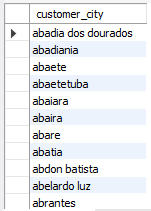 customer_city
abadia dos dourados
abadiania
abaete
abaetetuba
abaiara
abaira
abare
abatia
abdon batista
abelardo luz
abrantes